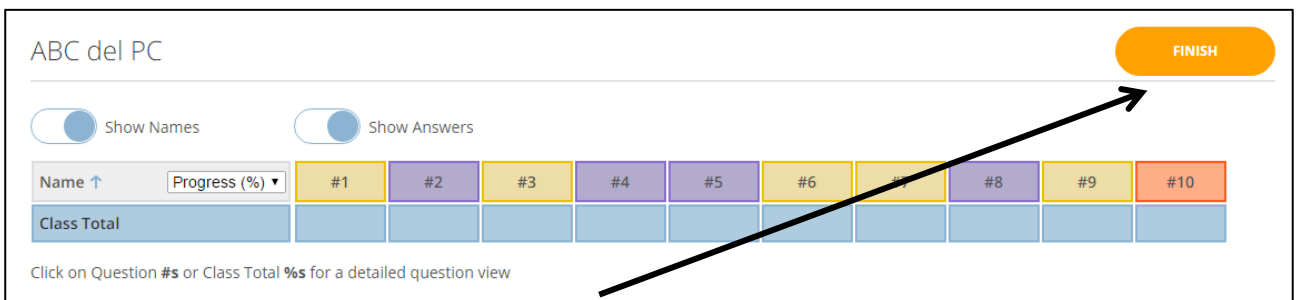 ABC del PC
FINISH
Show Names Show Answers
Name ↑ Progress (%) ▾ #1 #2 #3 #4 #5 #6 #7 #8 #9 #10
Class Total
Click on Question #s or Class Total %s for a detailed question view